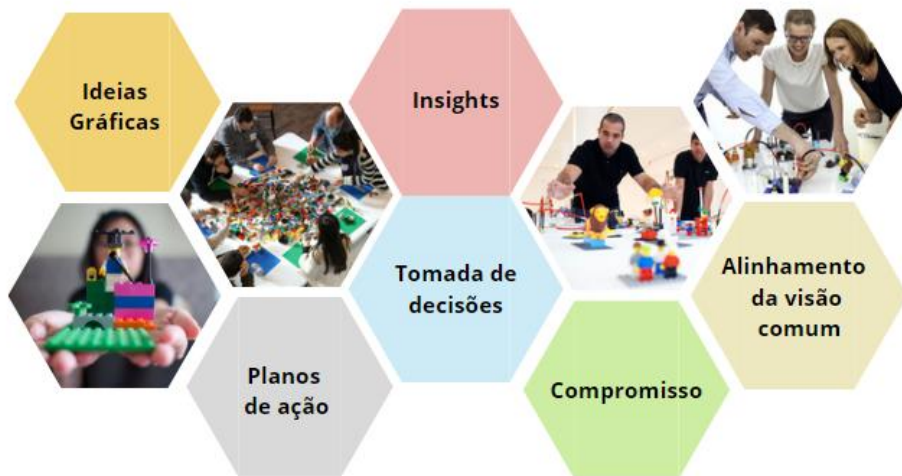 Ideias
Gráficas
Insights
Tomada de
decisões
Alinhamento
da visão
comum
Planos
de ação
Compromisso